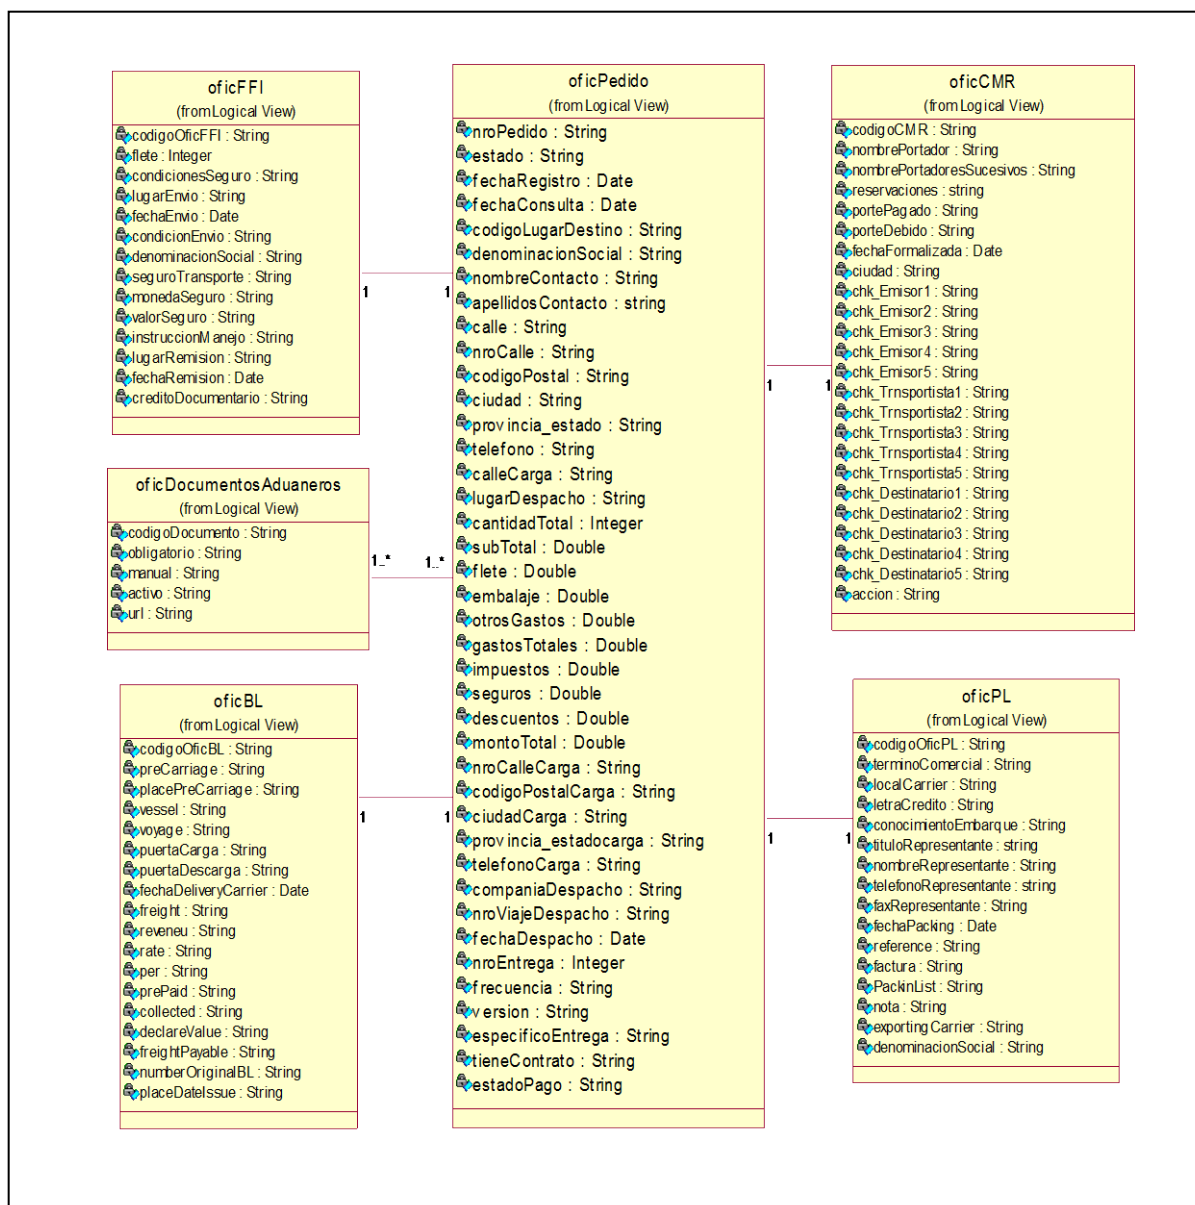 oficFFI
(from Logical View)
codigoOficFFI : String
flete : Integer
condicionesSeguro : String
lugarEnvio : String
fechaEnvio : Date
condicionEnvio : String
denominacionSocial : String
seguroTransporte : String
monedaSeguro : String
valorSeguro : String
instruccionManejo : String
lugarRemision : String
fechaRemision : Date
creditoDocumentario : String
1
1
oficDocumentosAduaneros
(from Logical View)
codigoDocumento : String
obligatorio : String
manual : String
activo : String
url : String
1..*
1..*
oficBL
(from Logical View)
codigoOficBL : String
preCarriage : String
placePreCarriage : String
vessel : String
voyage : String
puertaCarga : String
puertaDescarga : String
fechaDeliveryCarrier : Date
freight : String
reveneu : String
rate : String
per : String
prePaid : String
collected : String
declareValue : String
freightPayable : String
numberOriginalBL : String
placeDateIssue : String
1
1
oficPedido
(from Logical View)
nroPedido : String
estado : String
fechaRegistro : Date
fechaConsulta : Date
codigoLugarDestino : String
denominacionSocial : String
nombreContacto : String
apellidosContacto : string
calle : String
nroCalle : String
codigoPostal : String
ciudad : String
provincia_estado : String
telefono : String
calleCarga : String
lugarDespacho : String
cantidadTotal : Integer
subTotal : Double
flete : Double
embalaje : Double
otrosGastos : Double
gastosTotales : Double
impuestos : Double
seguros : Double
descuentos : Double
montoTotal : Double
nroCalleCarga : String
codigoPostalCarga : String
ciudadCarga : String
provincia_estadocarga : String
telefonoCarga : String
companiaDespacho : String
nroViajeDespacho : String
fechaDespacho : Date
nroEntrega : Integer
frecuencia : String
version : String
especificoEntrega : String
tieneContrato : String
estadoPago : String
1
1
oficCMR
(from Logical View)
codigoCMR : String
nombrePortador : String
nombrePortadoresSucesivos : String
reservaciones : string
portePagado : String
porteDebido : String
fechaFormalizada : Date
ciudad : String
chk_Emisor1 : String
chk_Emisor2 : String
chk_Emisor3 : String
chk_Emisor4 : String
chk_Emisor5 : String
chk_Trnsportista1 : String
chk_Trnsportista2 : String
chk_Trnsportista3 : String
chk_Trnsportista4 : String
chk_Trnsportista5 : String
chk_Destinatario1 : String
chk_Destinatario2 : String
chk_Destinatario3 : String
chk_Destinatario4 : String
chk_Destinatario5 : String
accion : String
1
1
oficPL
(from Logical View)
codigoOficPL : String
terminoComercial : String
localCarrier : String
letraCredito : String
conocimientoEmbarque : String
tituloRepresentante : string
nombreRepresentante : String
telefonoRepresentante : string
faxRepresentante : String
fechaPacking : Date
reference : String
factura : String
PackinList : String
nota : String
exportingCarrier : String
denominacionSocial : String